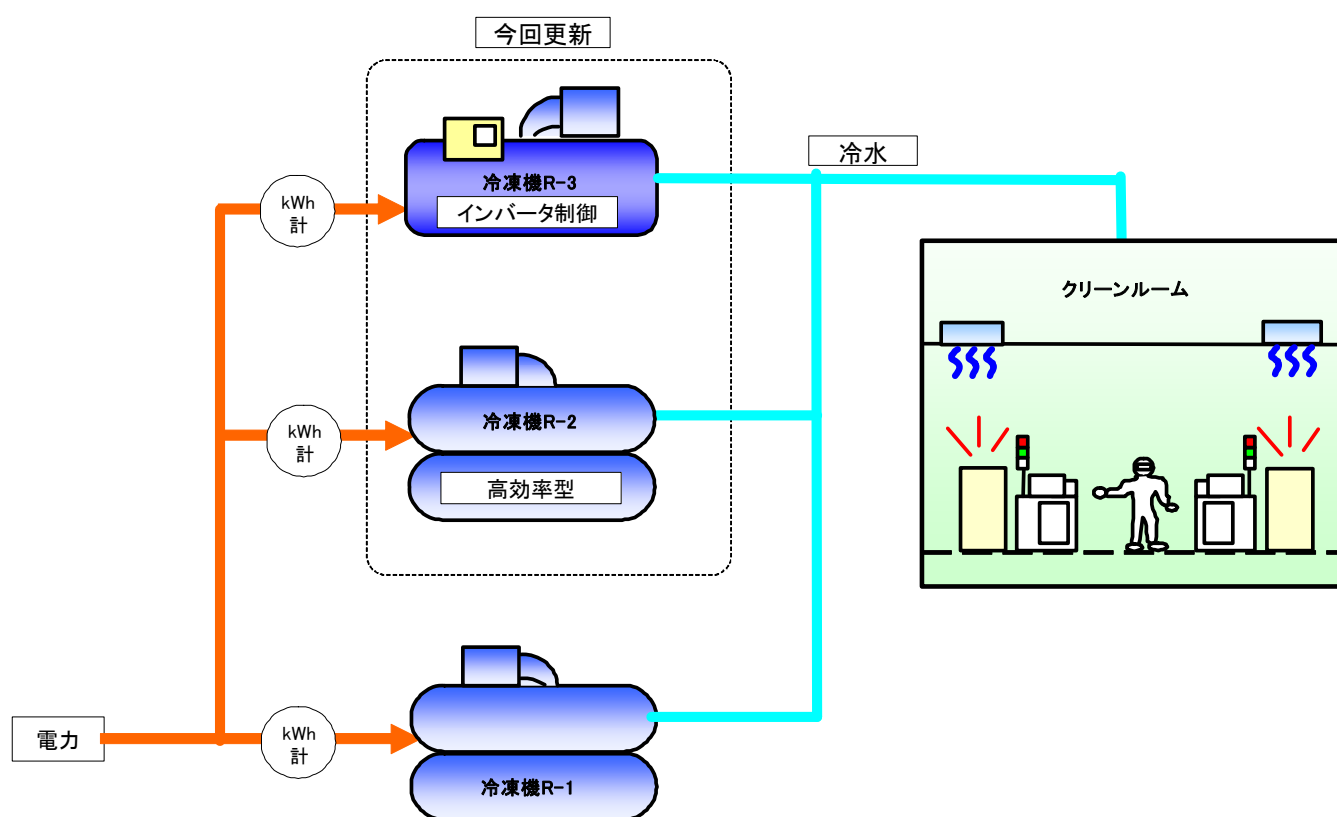 今回更新
冷水
冷凍機R-3
インバータ制御
kWh
計
クリーンルーム
冷凍機R-2
高効率型
kWh
計
電力
kWh
計
冷凍機R-1